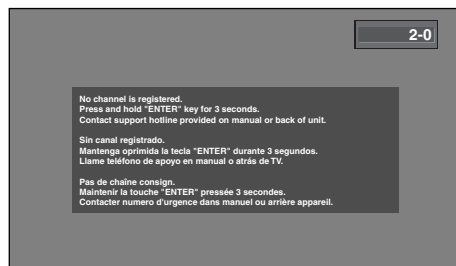 2-0
No channel is registered.
Press and hold "ENTER" key for 3 seconds.
Contact support hotline provided on manual or back of unit.
Sin canal registrado.
Mantenga oprimida la tecla "ENTER" durante 3 segundos.
Llame teléfono de apoyo en manual o atrás de TV.
Pas de chaîne consign.
Maintenir la touche "ENTER" pressée 3 secondes.
Contacter numero d'urgence dans manuel ou arrière appareil.